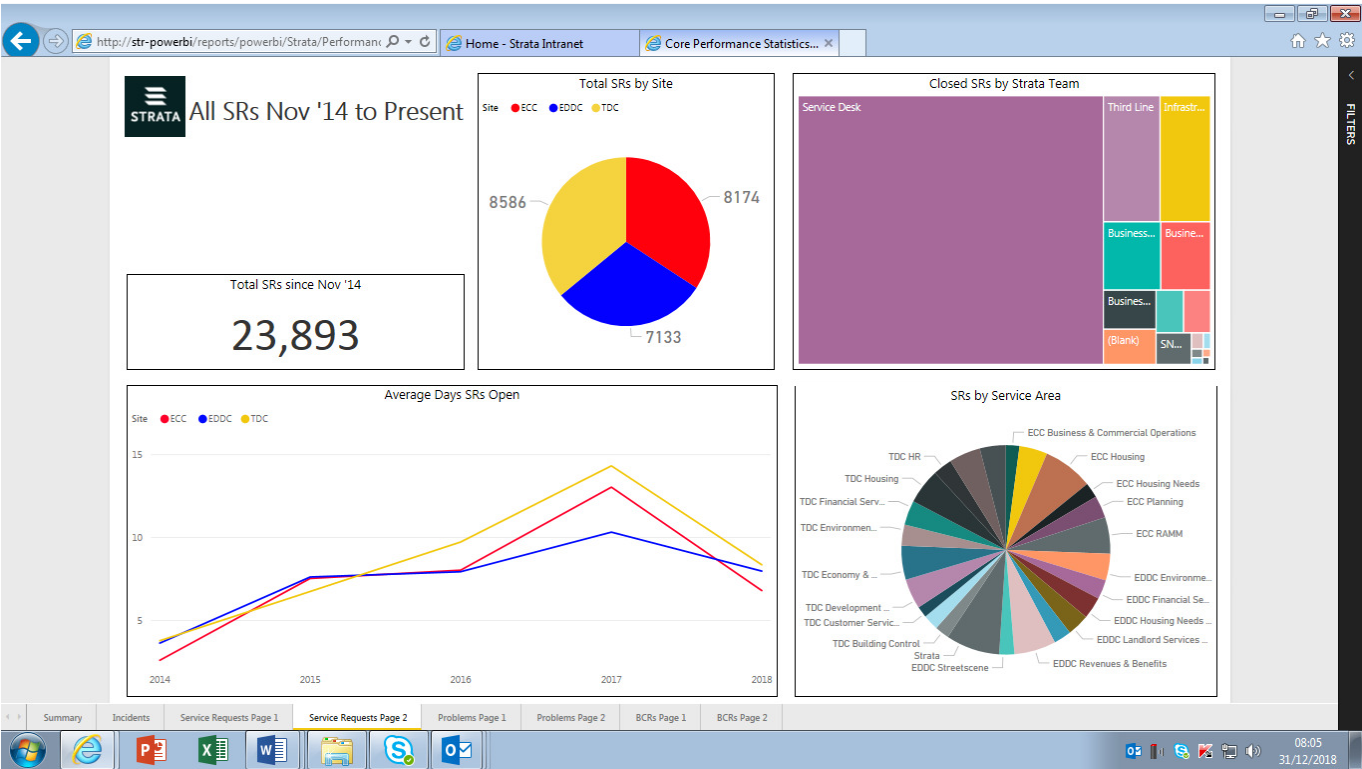 http://str-powerbi/reports/powerbi/Strata/Performanc
Home - Strata Intranet
Core Performance Statistics...
STRATA
All SRs Nov '14 to Present
Total SRs since Nov '14
23,893
Total SRs by Site
Site ECC EDDC TDC
8586
8174
7133
Closed SRs by Strata Team
Service Desk
Third Line
Infrastr...
Business...
Busine...
Busines...
(Blank)
SN...
FILTERS
Average Days SRs Open
Site ECC EDDC TDC
15
10
5
2014
2015
2016
2017
2018
SRs by Service Area
ECC Business & Commercial Operations
ECC Housing
ECC Housing Needs
ECC Planning
ECC RAMM
EDDC Environme...
EDDC Financial Se...
EDDC Housing Needs ...
EDDC Landlord Services ...
EDDC Revenues & Benefits
EDDC Streetscene
Strata
TDC Building Control
TDC Customer Servic...
TDC Development ...
TDC Economy & ...
TDC Environmen...
TDC Financial Serv...
TDC Housing
TDC HR
Summary
Incidents
Service Requests Page 1
Service Requests Page 2
Problems Page 1
Problems Page 2
BCRs Page 1
BCRs Page 2
08:05
31/12/2018